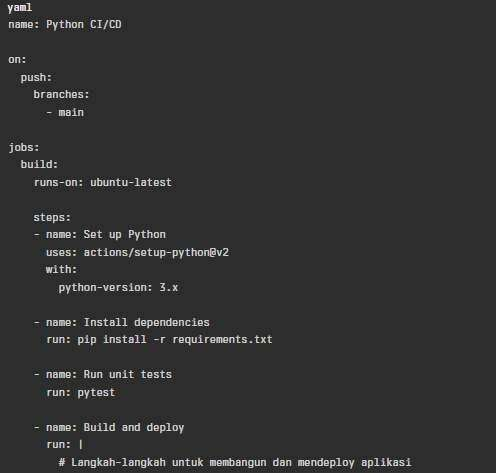 yaml
name: Python CI/CD
on:
push:
branches:
- main
jobs:
build:
runs-on: ubuntu-latest
steps:
- name: Set up Python
uses: actions/setup-python@v2
with:
python-version: 3.x
- name: Install dependencies
run: pip install -r requirements.txt
- name: Run unit tests
run: pytest
- name: Build and deploy
run: |
# Langkah-langkah untuk membangun dan mendeploy aplikasi